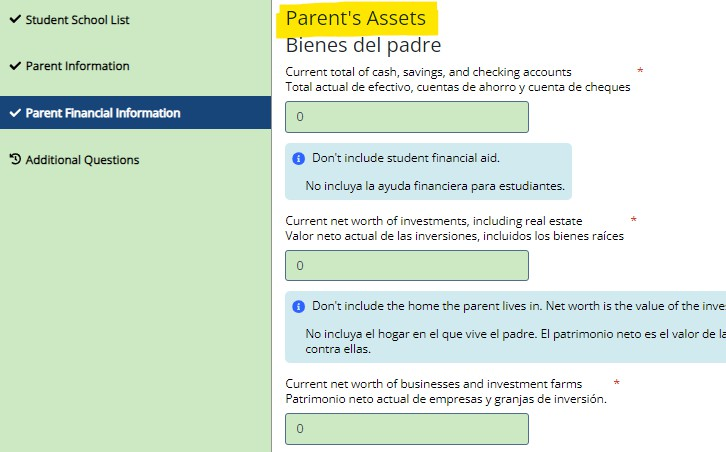 Student School List
Parent Information
Parent Financial Information
Additional Questions
Parent's Assets
Bienes del padre
Current total of cash, savings, and checking accounts *
Total actual de efectivo, cuentas de ahorro y cuenta de cheques
0
Don't include student financial aid.
No incluya la ayuda financiera para estudiantes.
Current net worth of investments, including real estate *
Valor neto actual de las inversiones, incluidos los bienes raíces
0
Don't include the home the parent lives in. Net worth is the value of the inve
No incluya el hogar en el que vive el padre. El patrimonio neto es el valor de la
contra ellas.
Current net worth of businesses and investment farms *
Patrimonio neto actual de empresas y granjas de inversión.
0